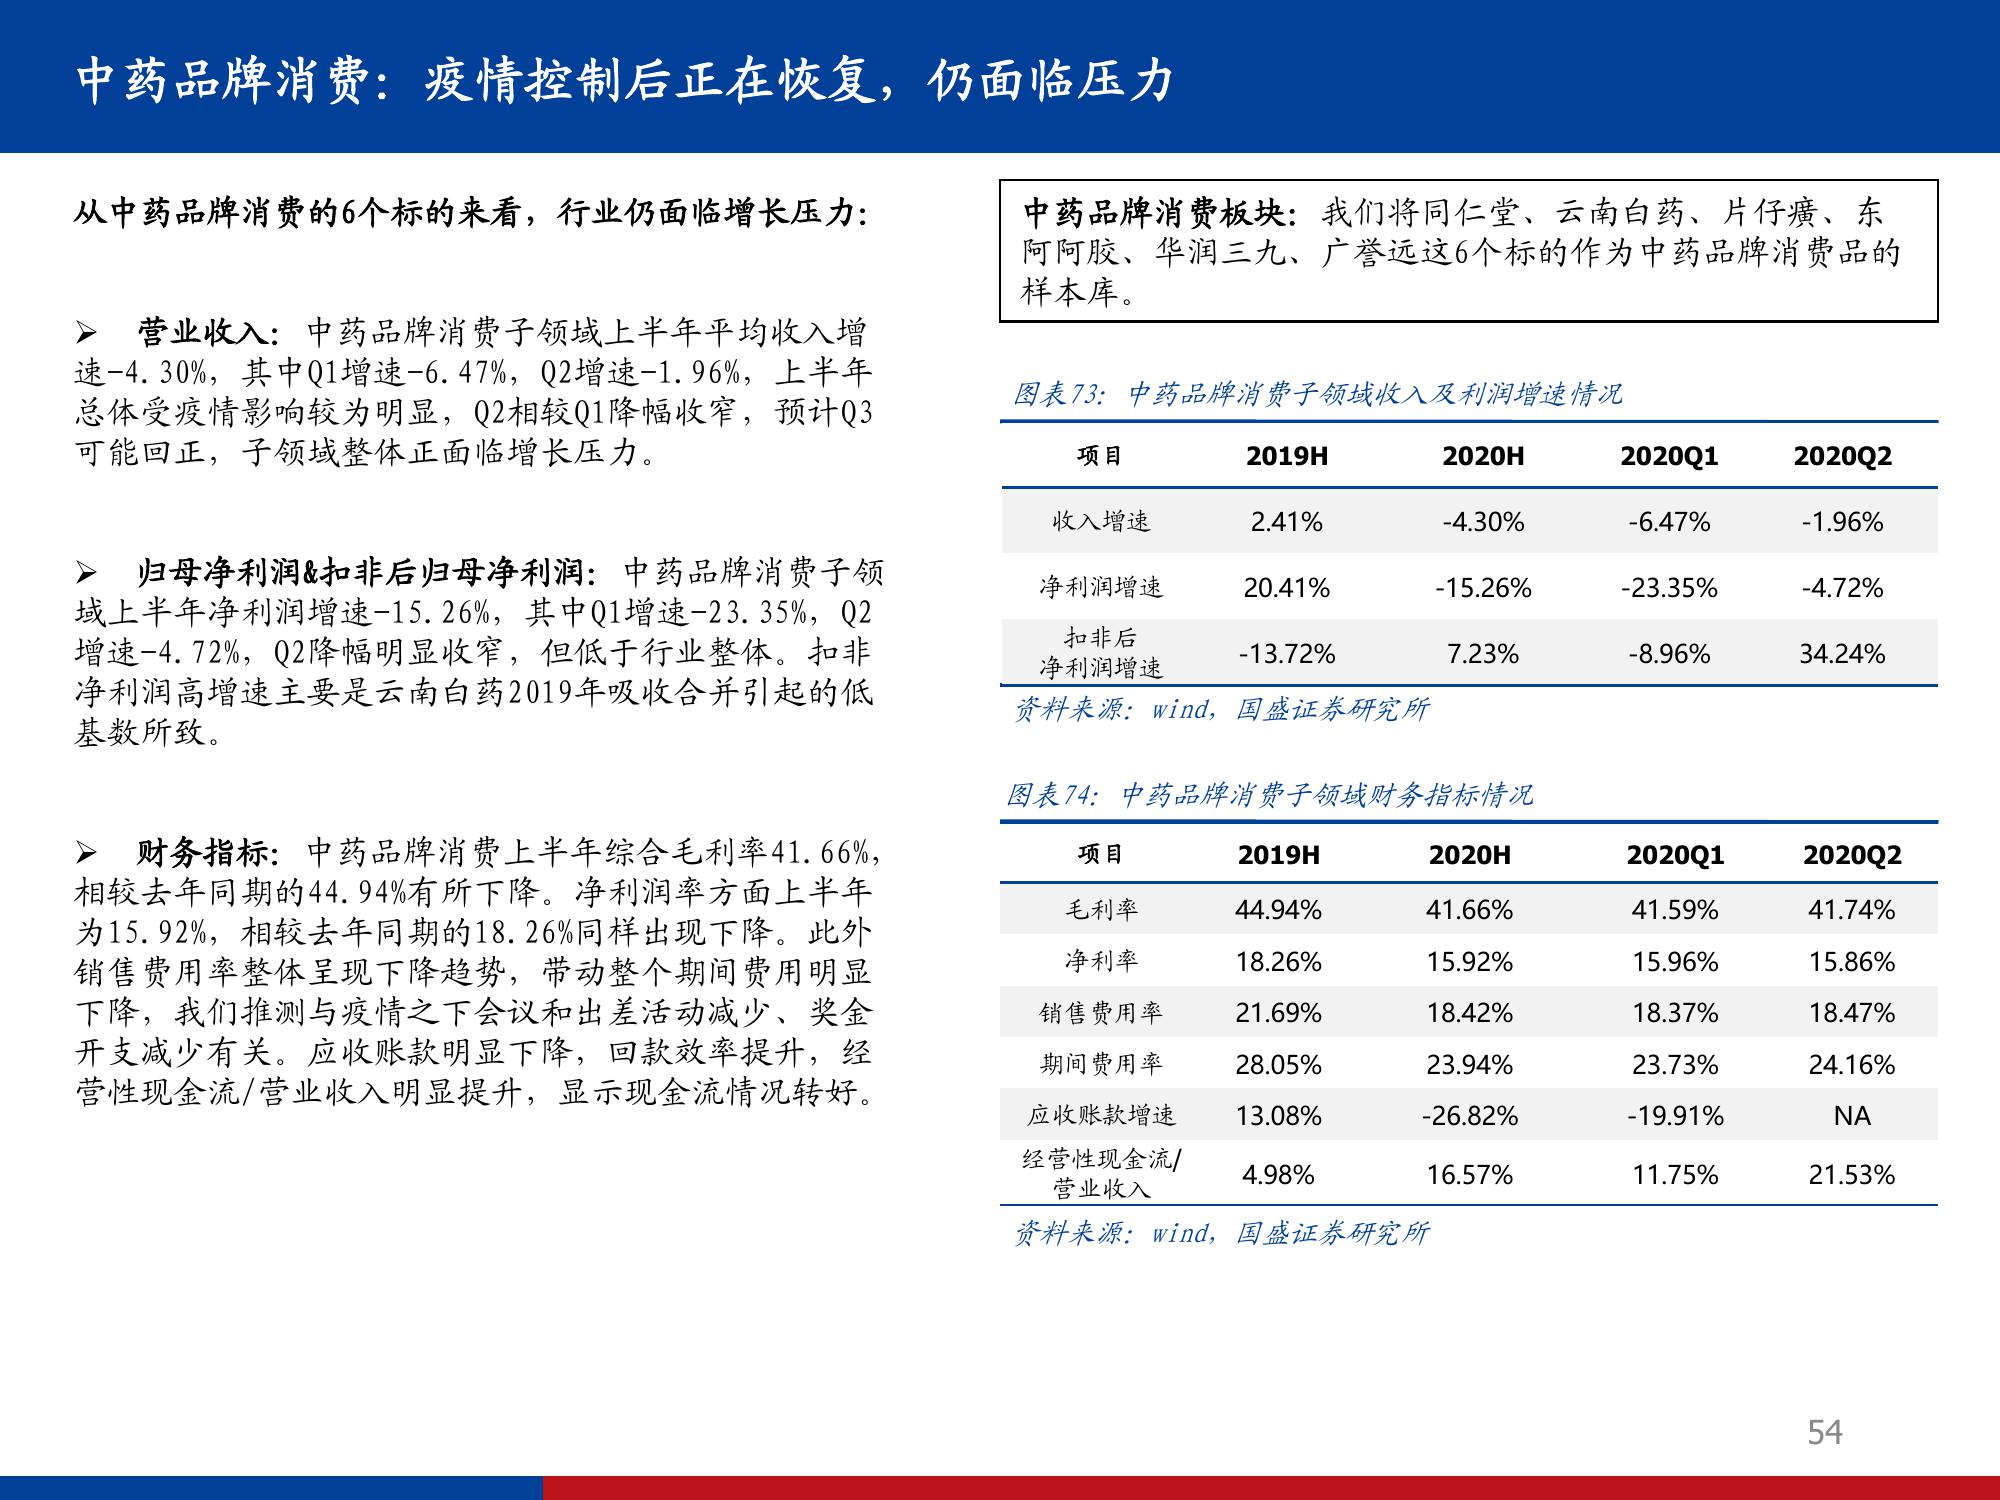 中药品牌消费：疫情控制后正在恢复，仍面临压力
从中药品牌消费的6个标的来看，行业仍面临增长压力：
➢ 营业收入：中药品牌消费子领域上半年平均收入增
速-4.30%，其中Q1增速-6.47%，Q2增速-1.96%，上半年
总体受疫情影响较为明显，Q2相较Q1降幅收窄，预计Q3
可能回正，子领域整体正面临增长压力。
➢ 归母净利润&扣非后归母净利润：中药品牌消费子领
域上半年净利润增速-15.26%，其中Q1增速-23.35%，Q2
增速-4.72%，Q2降幅明显收窄，但低于行业整体。扣非
净利润高增速主要是云南白药2019年吸收合并引起的低
基数所致。
➢ 财务指标：中药品牌消费上半年综合毛利率41.66%，
相较去年同期的44.94%有所下降。净利润率方面上半年
为15.92%，相较去年同期的18.26%同样出现下降。此外
销售费用率整体呈现下降趋势，带动整个期间费用明显
下降，我们推测与疫情之下会议和出差活动减少、奖金
开支减少有关。应收账款明显下降，回款效率提升，经
营性现金流/营业收入明显提升，显示现金流情况转好。
中药品牌消费板块：我们将同仁堂、云南白药、片仔癀、东
阿阿胶、华润三九、广誉远这6个标的作为中药品牌消费品的
样本库。
图表73：中药品牌消费子领域收入及利润增速情况
项目 2019H 2020H 2020Q1 2020Q2
收入增速 2.41% -4.30% -6.47% -1.96%
净利润增速 20.41% -15.26% -23.35% -4.72%
扣非后
净利润增速 -13.72% 7.23% -8.96% 34.24%
资料来源：wind，国盛证券研究所
图表74：中药品牌消费子领域财务指标情况
项目 2019H 2020H 2020Q1 2020Q2
毛利率 44.94% 41.66% 41.59% 41.74%
净利率 18.26% 15.92% 15.96% 15.86%
销售费用率 21.69% 18.42% 18.37% 18.47%
期间费用率 28.05% 23.94% 23.73% 24.16%
应收账款增速 13.08% -26.82% -19.91% NA
经营性现金流/
营业收入 4.98% 16.57% 11.75% 21.53%
资料来源：wind，国盛证券研究所
54